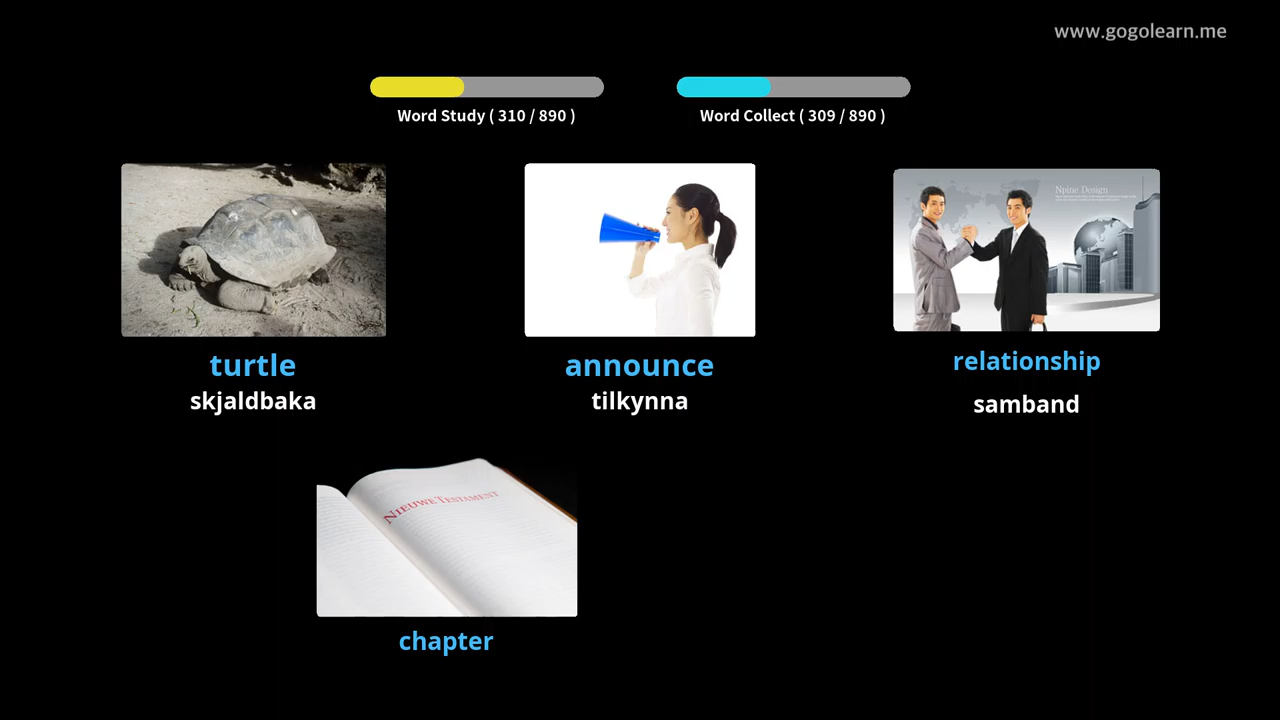 www.gogolearn.me
Word Study ( 310 / 890 )
Word Collect ( 309 / 890 )
Npine Design
turtle
announce
relationship
skjaldbaka
tilkynna
samband
NIEUWE TESTAMENT
chapter